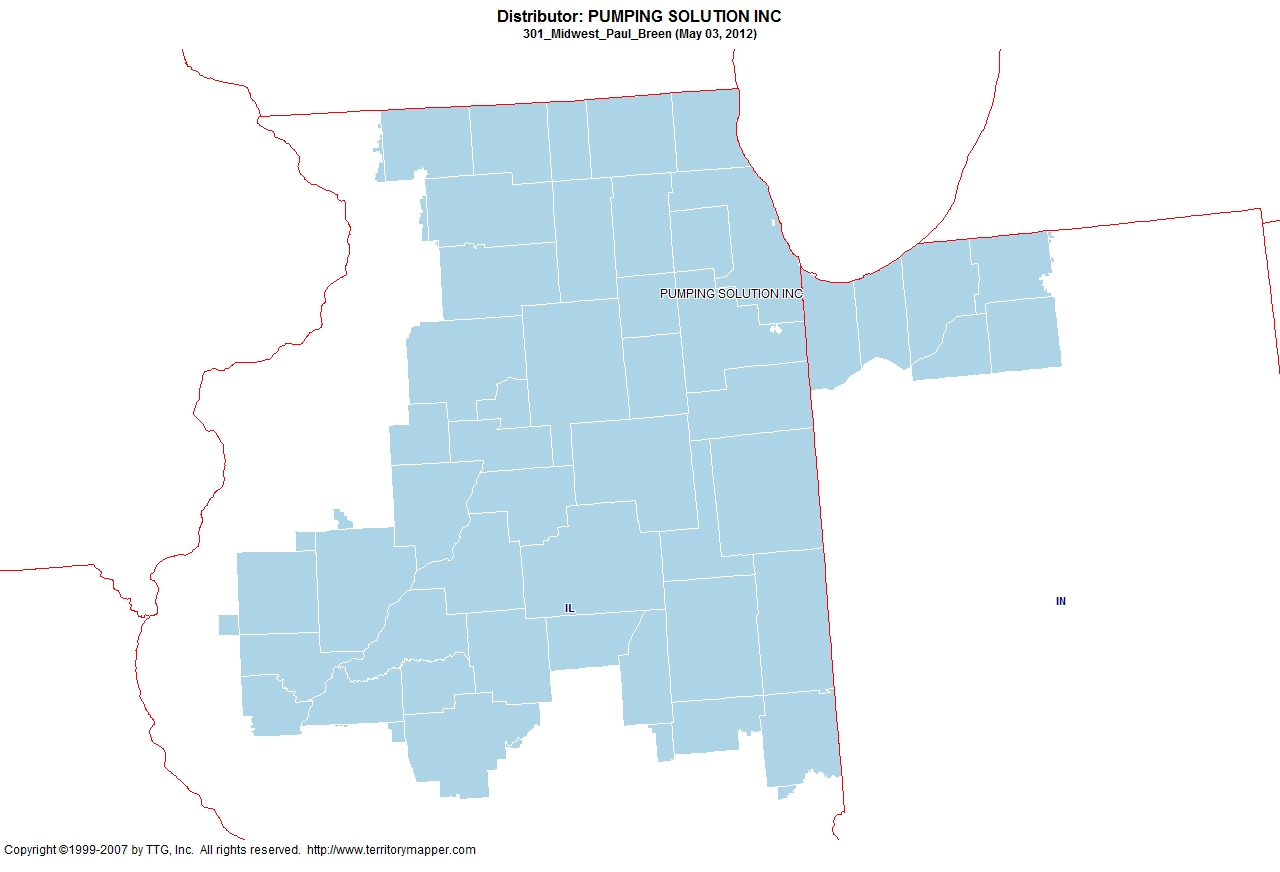 Distributor: PUMPING SOLUTION INC
301_Midwest_Paul_Breen (May 03, 2012)
PUMPING SOLUTION INC
IL
IN
Copyright ©1999-2007 by TTG, Inc. All rights reserved. http://www.territorymapper.com